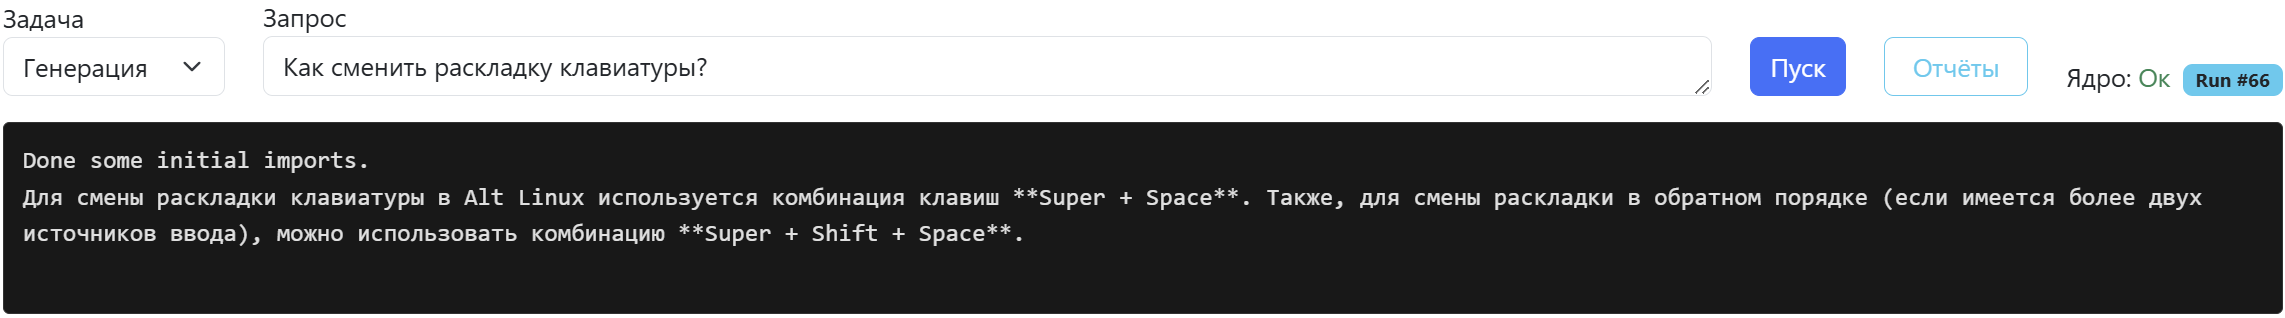 Задача
Запрос
Генерация
Как сменить раскладку клавиатуры?
Пуск
Отчёты
Ядро: Ок
Run #66
Done some initial imports.
Для смены раскладки клавиатуры в Alt Linux используется комбинация клавиш **Super + Space**. Также, для смены раскладки в обратном порядке (если имеется более двух
источников ввода), можно использовать комбинацию **Super + Shift + Space**.